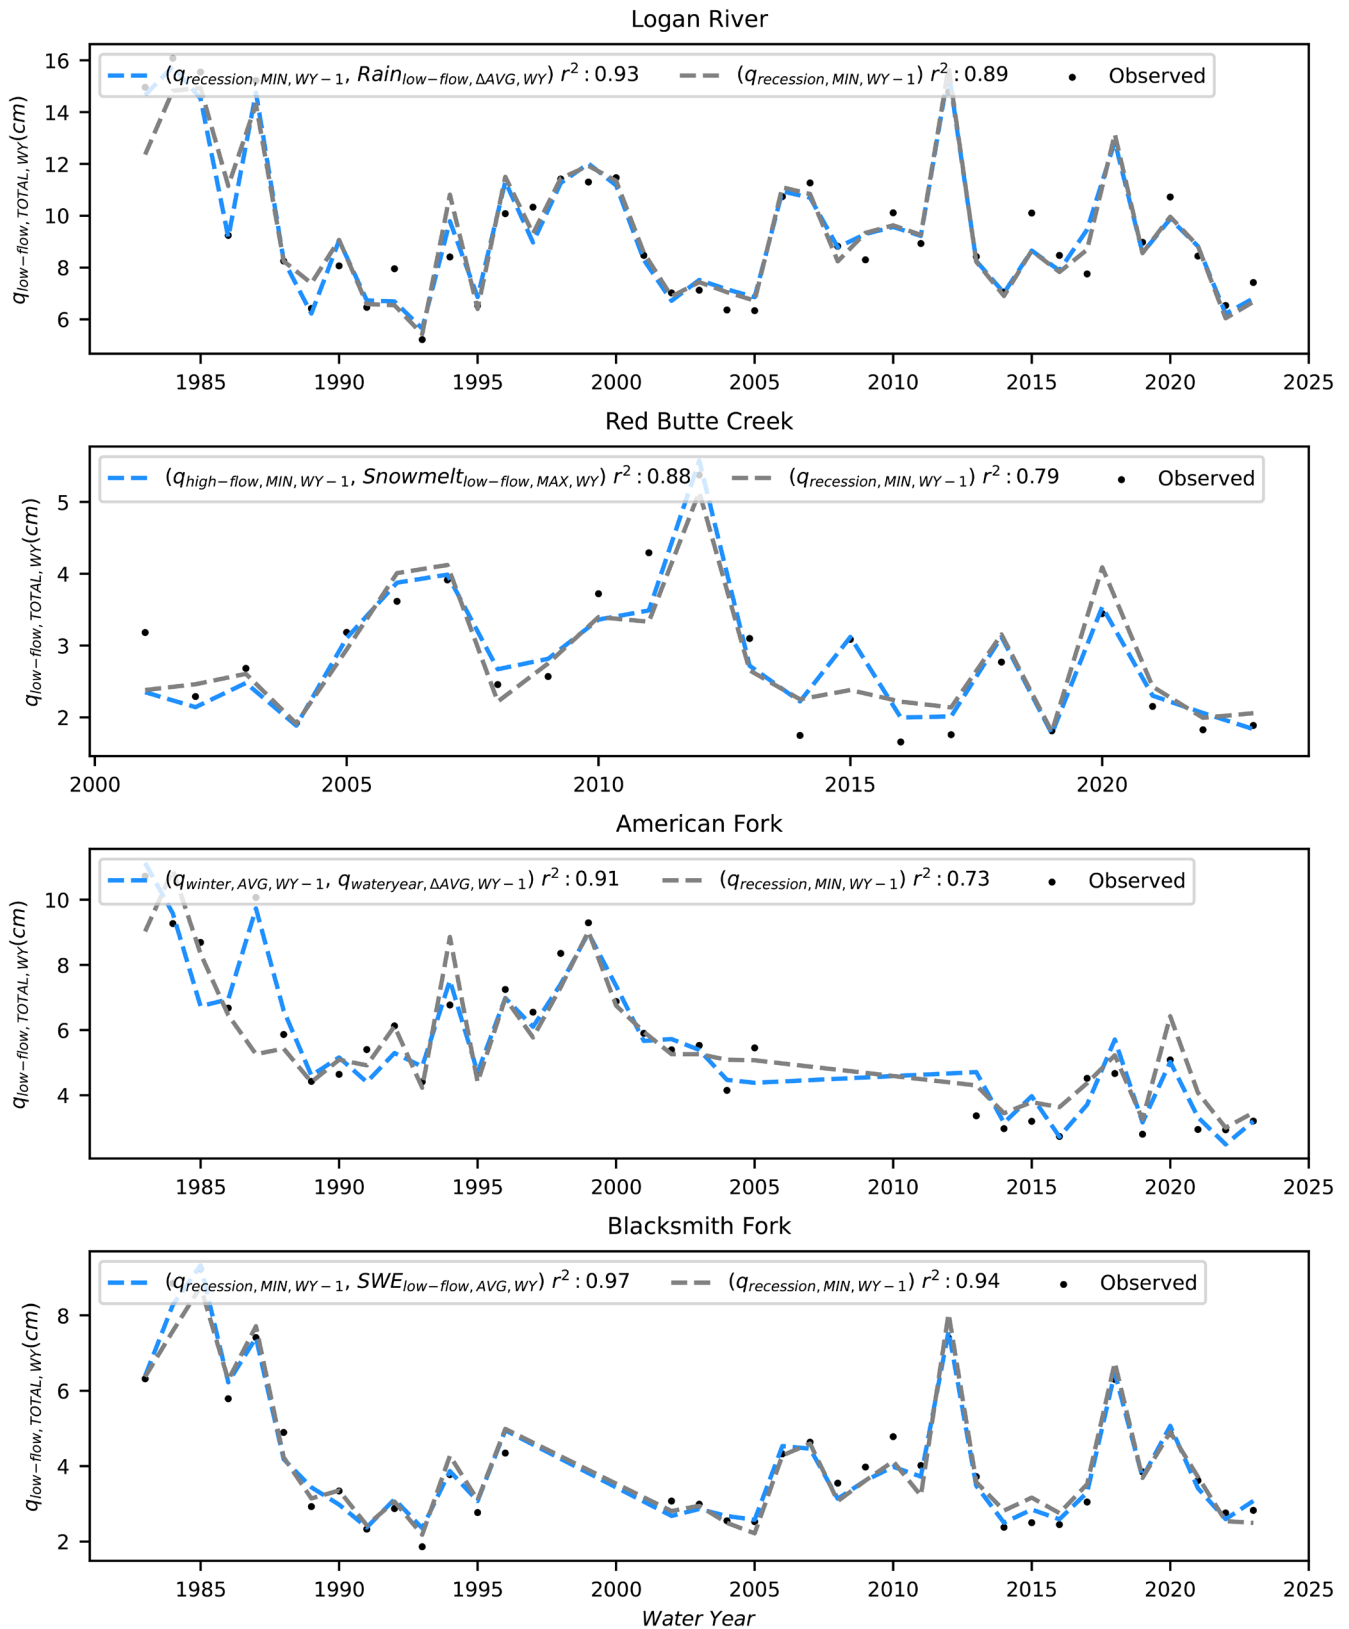 Logan River
(q_recession,MIN,WY−1, Rain_low−flow,ΔAVG,WY) r²:0.93 (q_recession,MIN,WY−1) r²:0.89 Observed
q_low−flow,TOTAL,WY(cm)
16
14
12
10
8
6
1985 1990 1995 2000 2005 2010 2015 2020 2025
Red Butte Creek
(q_high−flow,MIN,WY−1, Snowmelt_low−flow,MAX,WY) r²:0.88 (q_recession,MIN,WY−1) r²:0.79 Observed
q_low−flow,TOTAL,WY(cm)
5
4
3
2
2000 2005 2010 2015 2020
American Fork
(q_winter,AVG,WY−1, q_wateryear,ΔAVG,WY−1) r²:0.91 (q_recession,MIN,WY−1) r²:0.73 Observed
q_low−flow,TOTAL,WY(cm)
10
8
6
4
1985 1990 1995 2000 2005 2010 2015 2020 2025
Blacksmith Fork
(q_recession,MIN,WY−1, SWE_low−flow,AVG,WY) r²:0.97 (q_recession,MIN,WY−1) r²:0.94 Observed
q_low−flow,TOTAL,WY(cm)
8
6
4
2
1985 1990 1995 2000 2005 2010 2015 2020 2025
Water Year